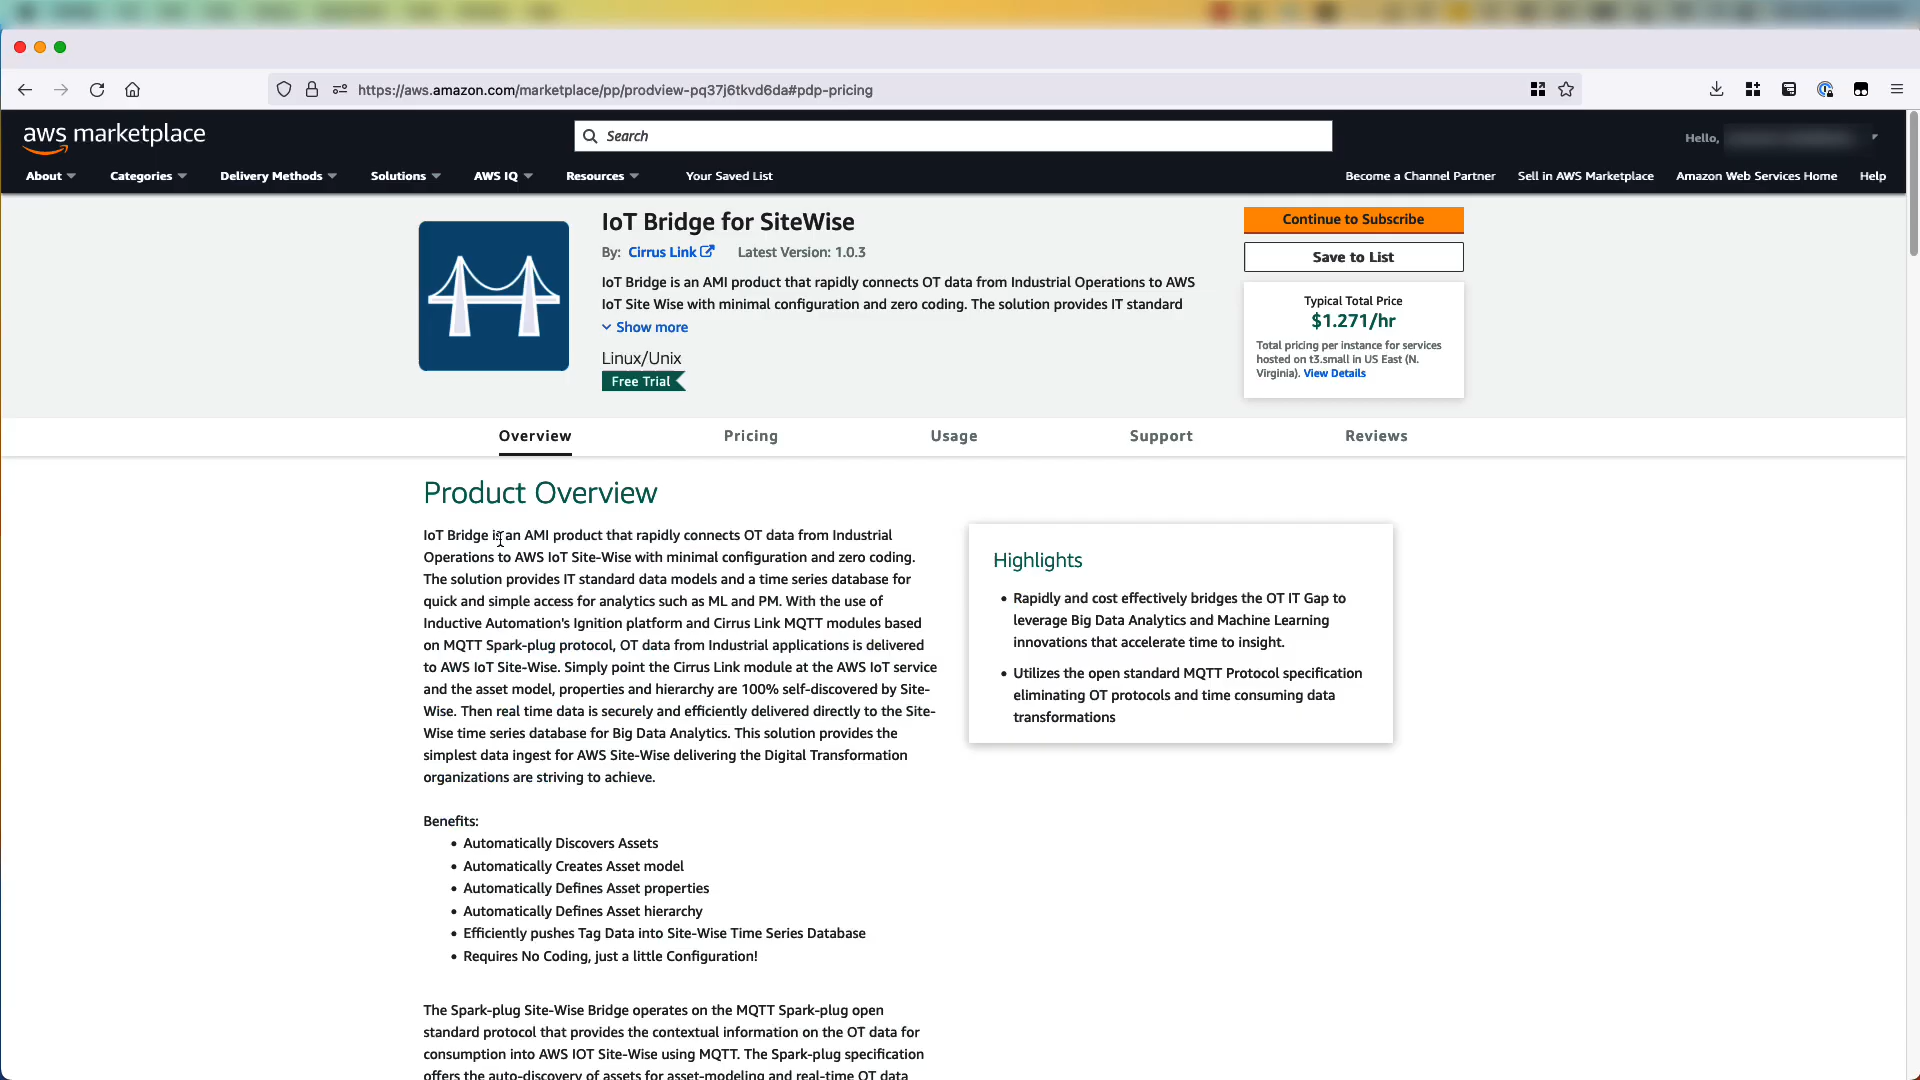 https://aws.amazon.com/marketplace/pp/prodview-pq37j6tkvd6da#pdp-pricing
aws marketplace
Search
Hello,
About
Categories
Delivery Methods
Solutions
AWS IQ
Resources
Your Saved List
Become a Channel Partner
Sell in AWS Marketplace
Amazon Web Services Home
Help
IoT Bridge for SiteWise
By: Cirrus Link Latest Version: 1.0.3
IoT Bridge is an AMI product that rapidly connects OT data from Industrial Operations to AWS
IoT Site Wise with minimal configuration and zero coding. The solution provides IT standard
Show more
Linux/Unix
Free Trial
Continue to Subscribe
Save to List
Typical Total Price
$1.271/hr
Total pricing per instance for services
hosted on t3.small in US East (N.
Virginia). View Details
Overview
Pricing
Usage
Support
Reviews
Product Overview
IoT Bridge is an AMI product that rapidly connects OT data from Industrial
Operations to AWS IoT Site-Wise with minimal configuration and zero coding.
The solution provides IT standard data models and a time series database for
quick and simple access for analytics such as ML and PM. With the use of
Inductive Automation's Ignition platform and Cirrus Link MQTT modules based
on MQTT Spark-plug protocol, OT data from Industrial applications is delivered
to AWS IoT Site-Wise. Simply point the Cirrus Link module at the AWS IoT service
and the asset model, properties and hierarchy are 100% self-discovered by Site-
Wise. Then real time data is securely and efficiently delivered directly to the Site-
Wise time series database for Big Data Analytics. This solution provides the
simplest data ingest for AWS Site-Wise delivering the Digital Transformation
organizations are striving to achieve.
Benefits:
• Automatically Discovers Assets
• Automatically Creates Asset model
• Automatically Defines Asset properties
• Automatically Defines Asset hierarchy
• Efficiently pushes Tag Data into Site-Wise Time Series Database
• Requires No Coding, just a little Configuration!
The Spark-plug Site-Wise Bridge operates on the MQTT Spark-plug open
standard protocol that provides the contextual information on the OT data for
consumption into AWS IOT Site-Wise using MQTT. The Spark-plug specification
offers the auto-discovery of assets for asset-modeling and real-time OT data
Highlights
• Rapidly and cost effectively bridges the OT IT Gap to
leverage Big Data Analytics and Machine Learning
innovations that accelerate time to insight.
• Utilizes the open standard MQTT Protocol specification
eliminating OT protocols and time consuming data
transformations